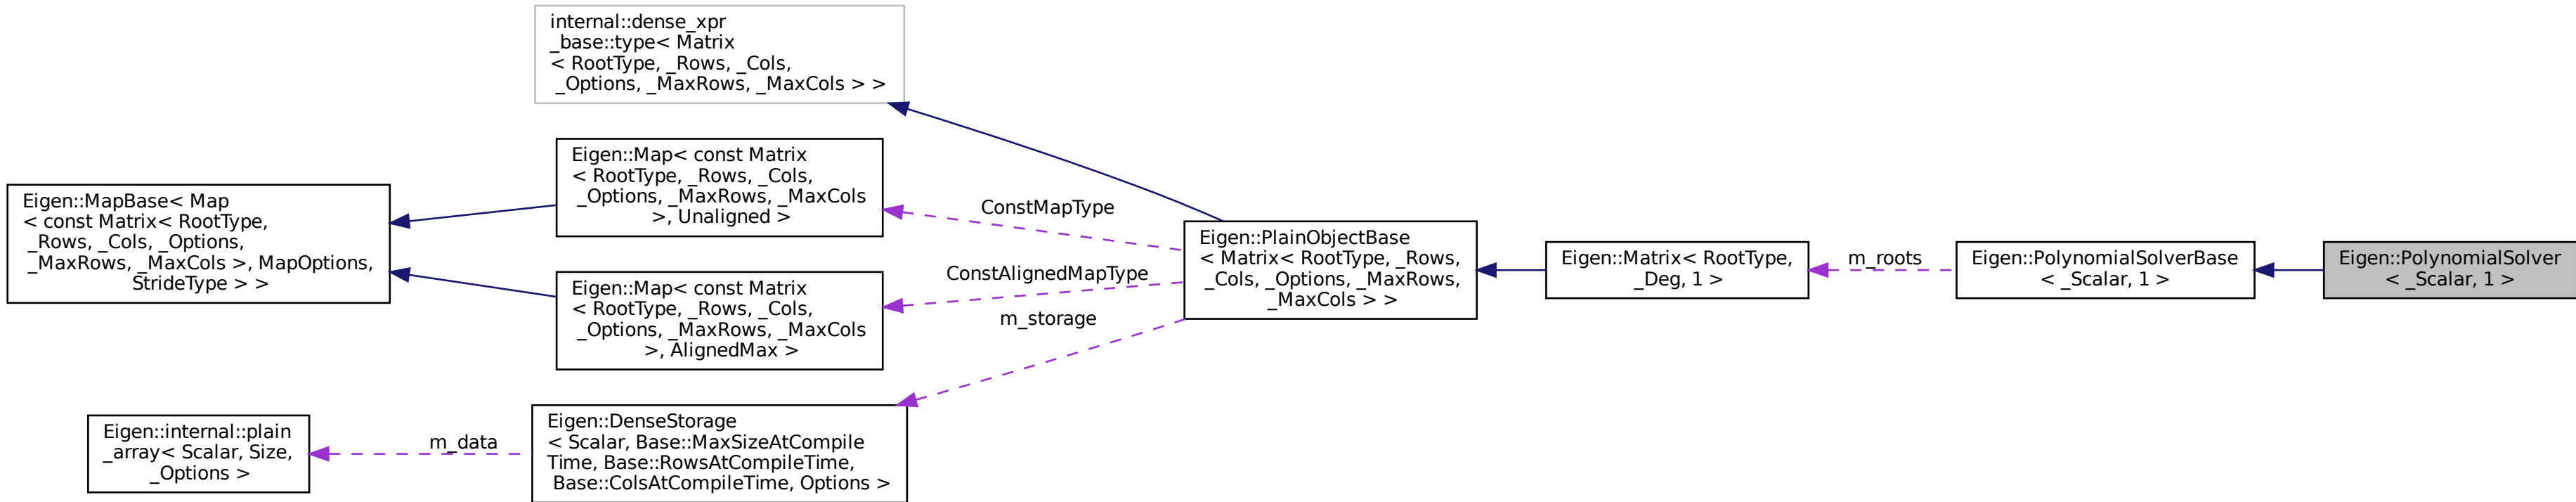 internal::dense_xpr
_base::type< Matrix
< RootType, _Rows, _Cols,
_Options, _MaxRows, _MaxCols > >
Eigen::Map< const Matrix
< RootType, _Rows, _Cols,
_Options, _MaxRows, _MaxCols
>, Unaligned >
Eigen::MapBase< Map
< const Matrix< RootType,
_Rows, _Cols, _Options,
_MaxRows, _MaxCols >, MapOptions,
StrideType > >
ConstMapType
Eigen::PlainObjectBase
< Matrix< RootType, _Rows,
_Cols, _Options, _MaxRows,
_MaxCols > >
Eigen::Matrix< RootType,
_Deg, 1 >
m_roots
Eigen::PolynomialSolverBase
< _Scalar, 1 >
Eigen::PolynomialSolver
< _Scalar, 1 >
ConstAlignedMapType
Eigen::Map< const Matrix
< RootType, _Rows, _Cols,
_Options, _MaxRows, _MaxCols
>, AlignedMax >
m_storage
Eigen::internal::plain
_array< Scalar, Size,
_Options >
m_data
Eigen::DenseStorage
< Scalar, Base::MaxSizeAtCompile
Time, Base::RowsAtCompileTime,
Base::ColsAtCompileTime, Options >